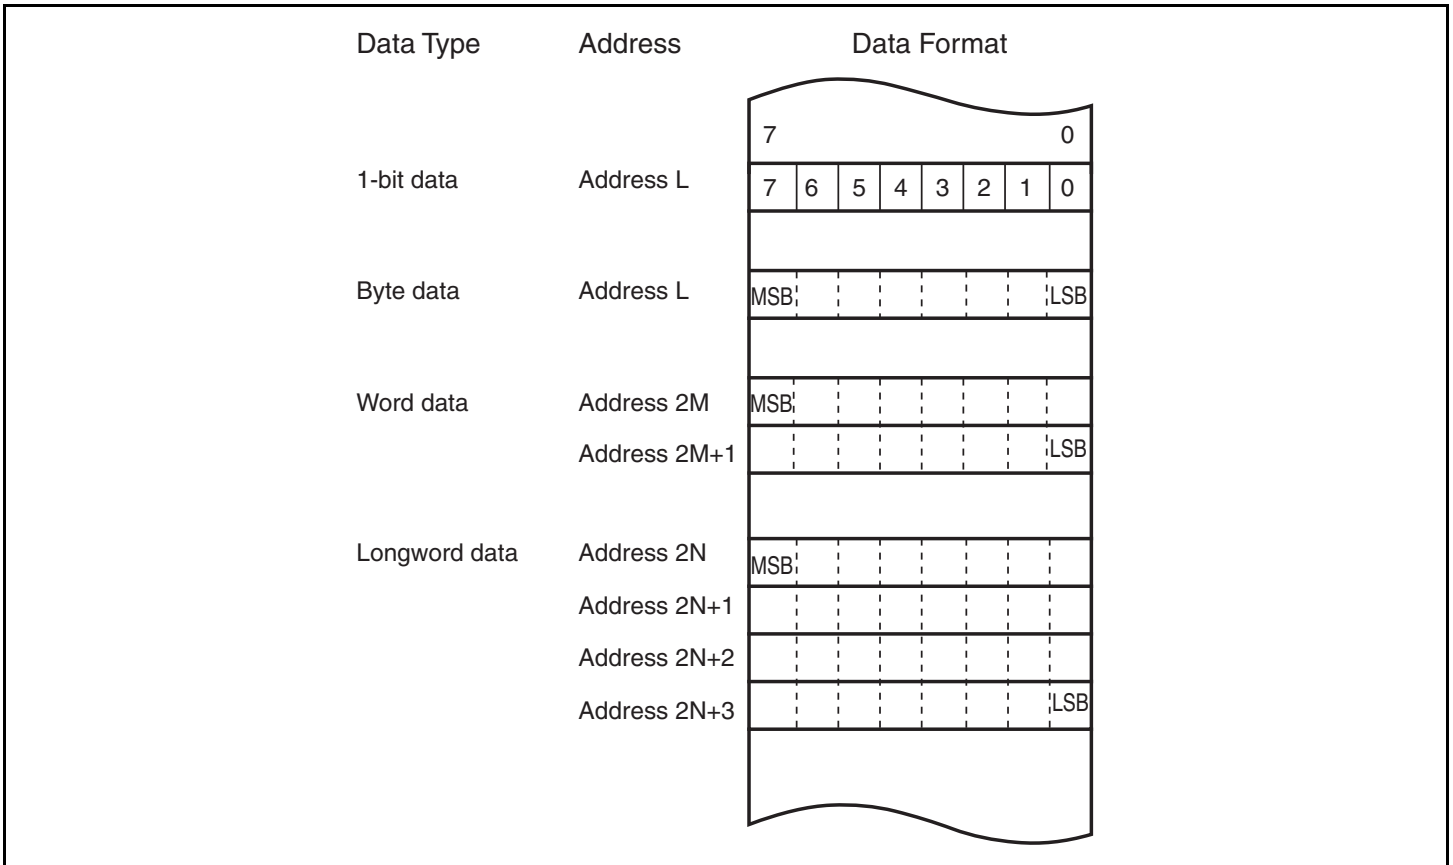 Data Type Address Data Format
7 0
1-bit data Address L 7 6 5 4 3 2 1 0
Byte data Address L MSB LSB
Word data Address 2M MSB
Address 2M+1 LSB
Longword data Address 2N MSB
Address 2N+1
Address 2N+2
Address 2N+3 LSB